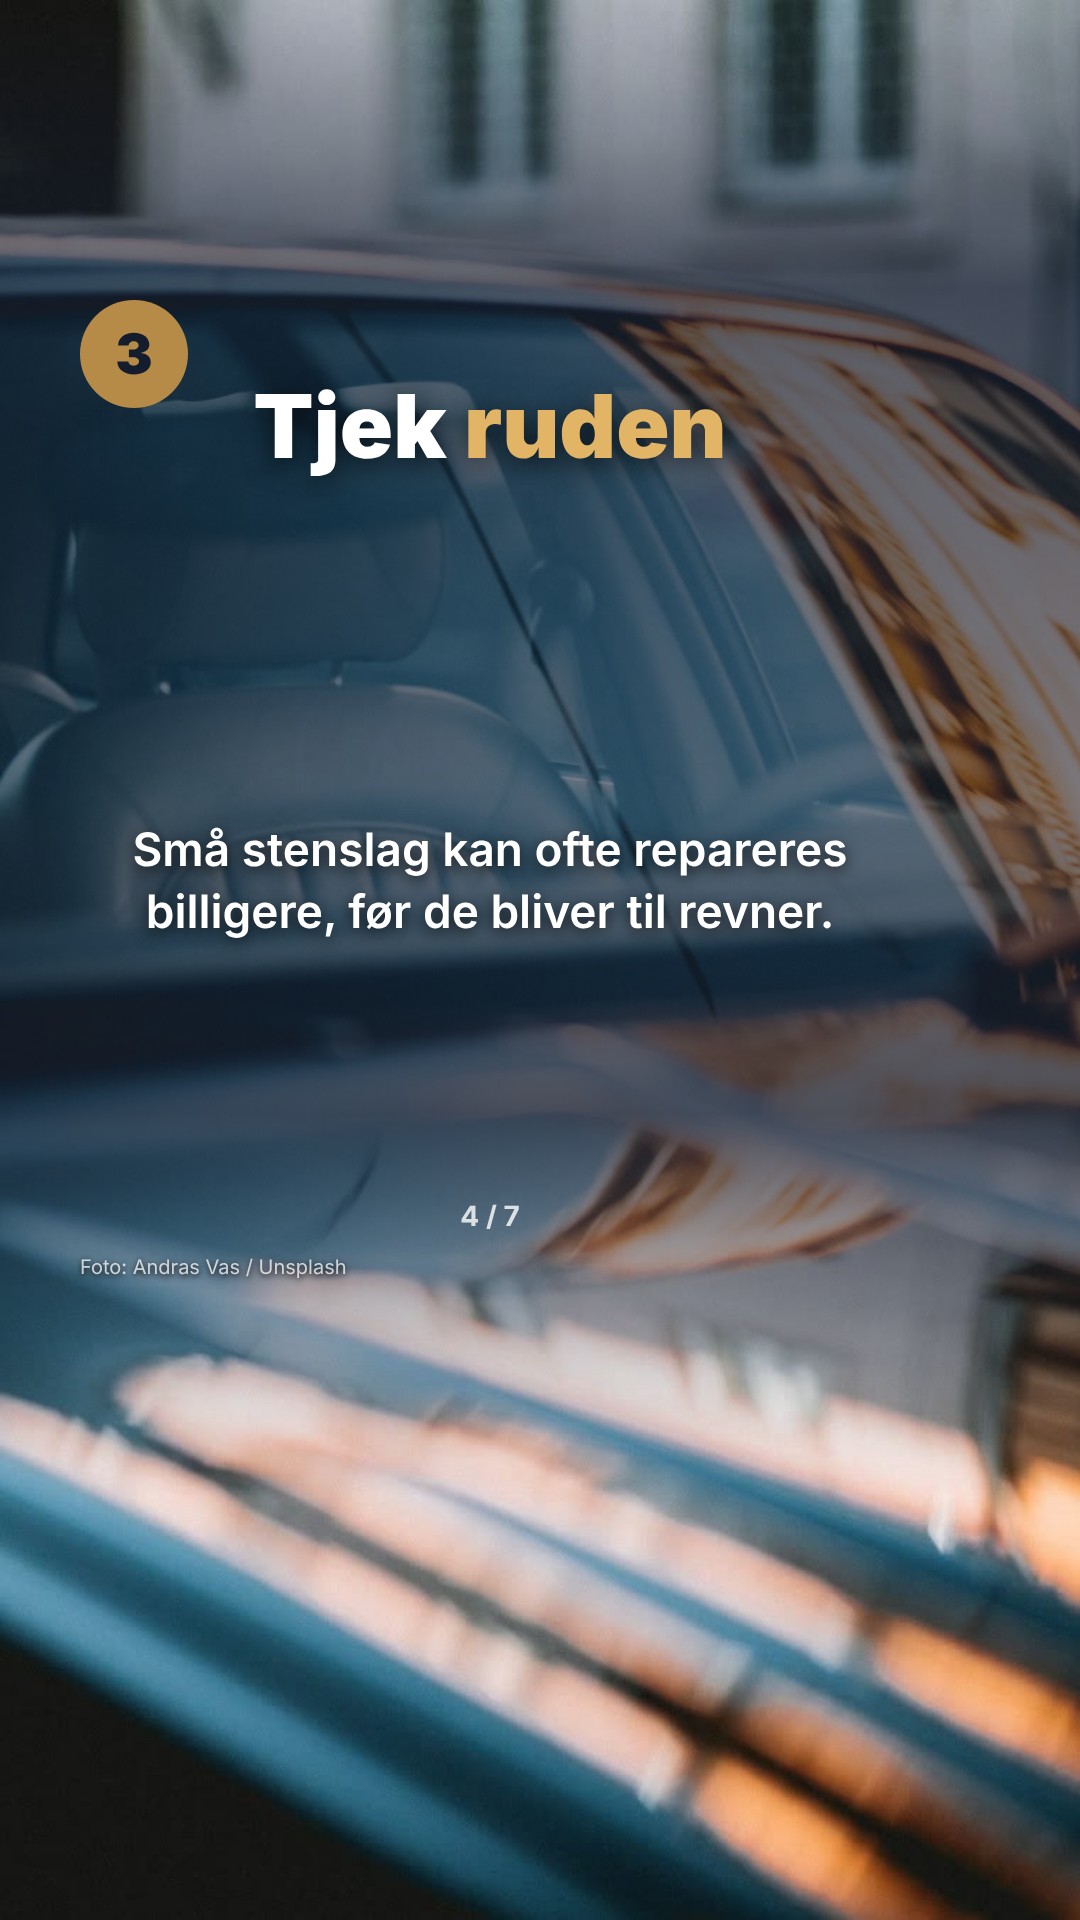 3
Tjek ruden
Små stenslag kan ofte repareres
billigere, før de bliver til revner.
4 / 7
Foto: Andras Vas / Unsplash